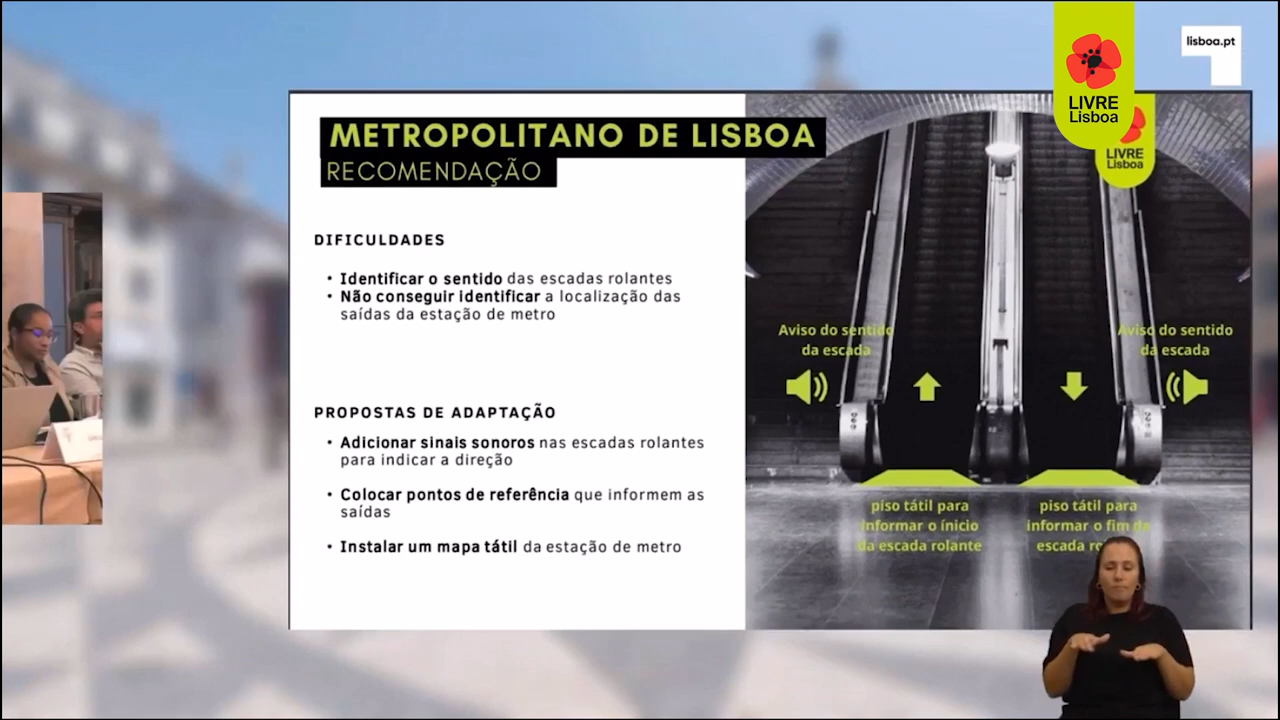 lisboa.pt
LIVRE
Lisboa
LIVRE
Lisboa
METROPOLITANO DE LISBOA
RECOMENDAÇÃO
DIFICULDADES
• Identificar o sentido das escadas rolantes
• Não conseguir identificar a localização das
saídas da estação de metro
PROPOSTAS DE ADAPTAÇÃO
• Adicionar sinais sonoros nas escadas rolantes
para indicar a direção
• Colocar pontos de referência que informem as
saídas
• Instalar um mapa tátil da estação de metro
Aviso do sentido
da escada
Aviso do sentido
da escada
piso tátil para
informar o ínicio
da escada rolante
piso tátil para
informar o fim da
escada